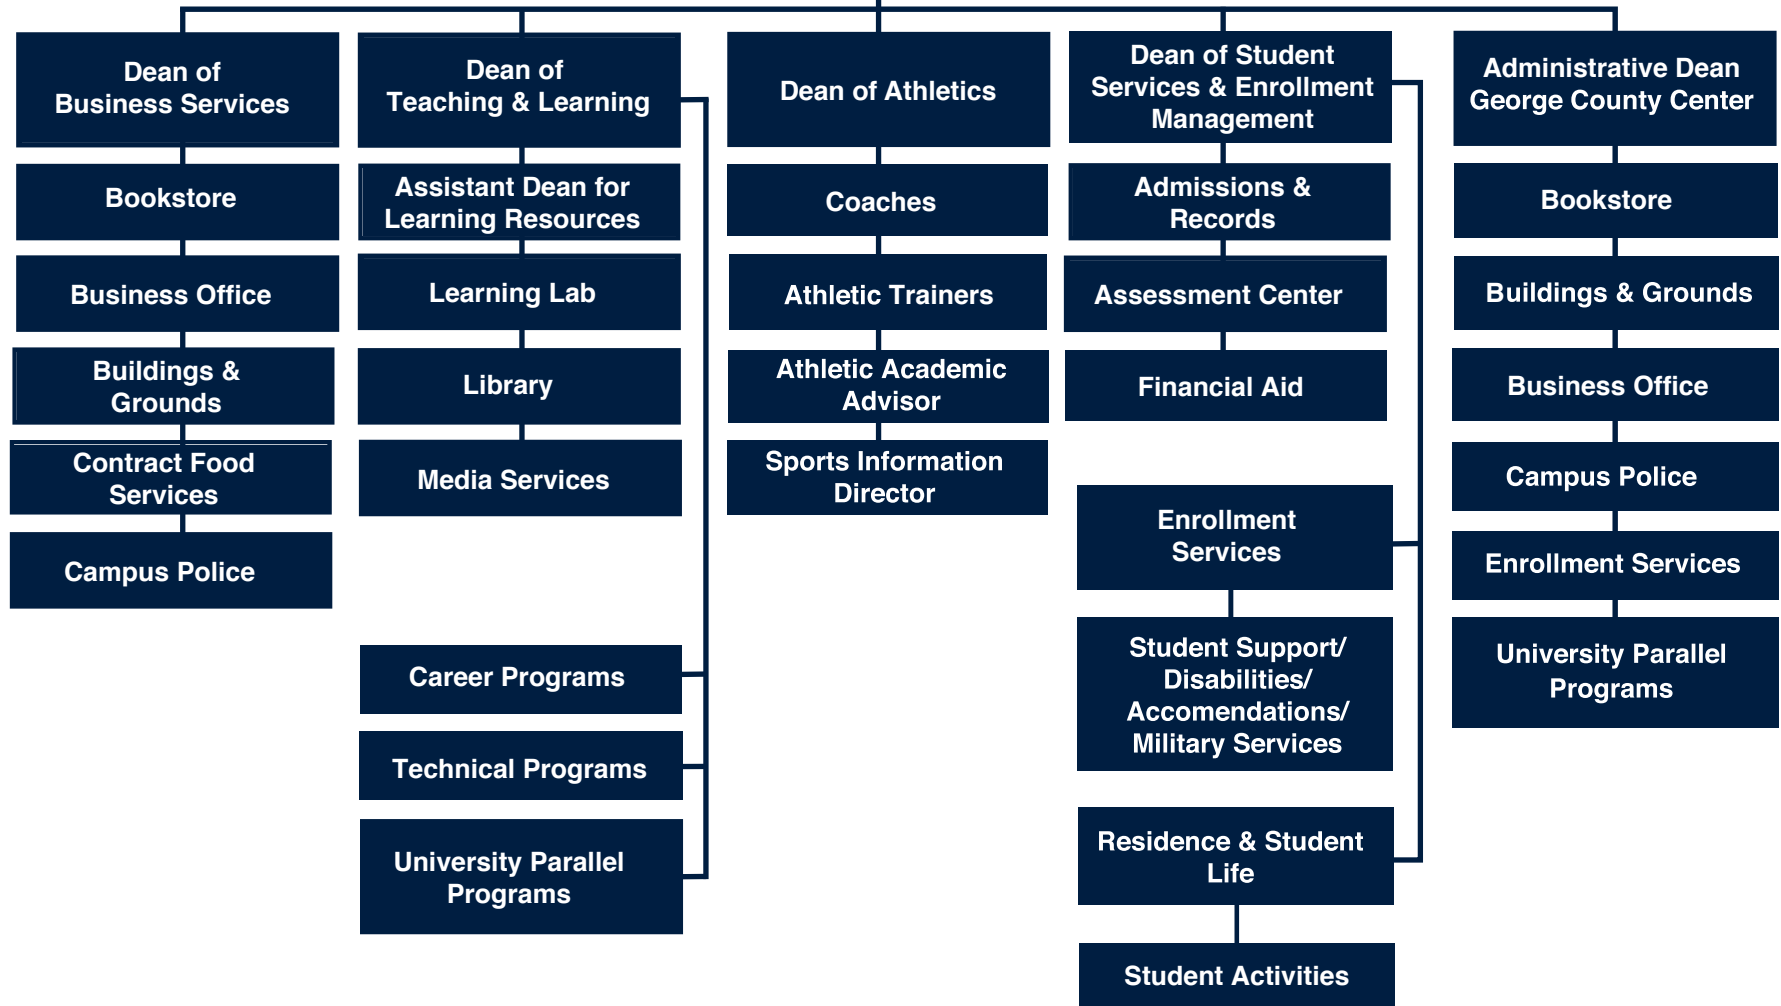 Dean of
Business Services
Bookstore
Business Office
Buildings &
Grounds
Contract Food
Services
Campus Police
Dean of
Teaching & Learning
Assistant Dean for
Learning Resources
Learning Lab
Library
Media Services
Career Programs
Technical Programs
University Parallel
Programs
Dean of Athletics
Coaches
Athletic Trainers
Athletic Academic
Advisor
Sports Information
Director
Dean of Student
Services & Enrollment
Management
Admissions &
Records
Assessment Center
Financial Aid
Enrollment
Services
Student Support/
Disabilities/
Accomendations/
Military Services
Residence & Student
Life
Student Activities
Administrative Dean
George County Center
Bookstore
Buildings & Grounds
Business Office
Campus Police
Enrollment Services
University Parallel
Programs